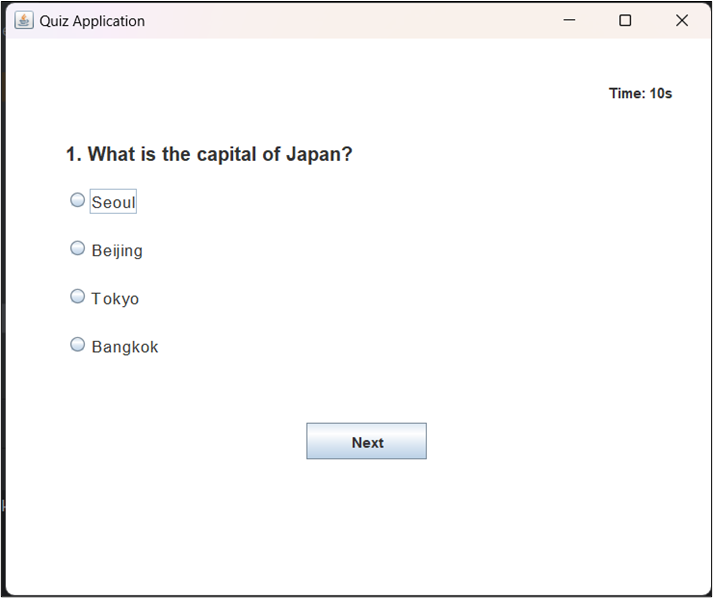 Quiz Application
Time: 10s
1. What is the capital of Japan?
Seoul
Beijing
Tokyo
Bangkok
Next